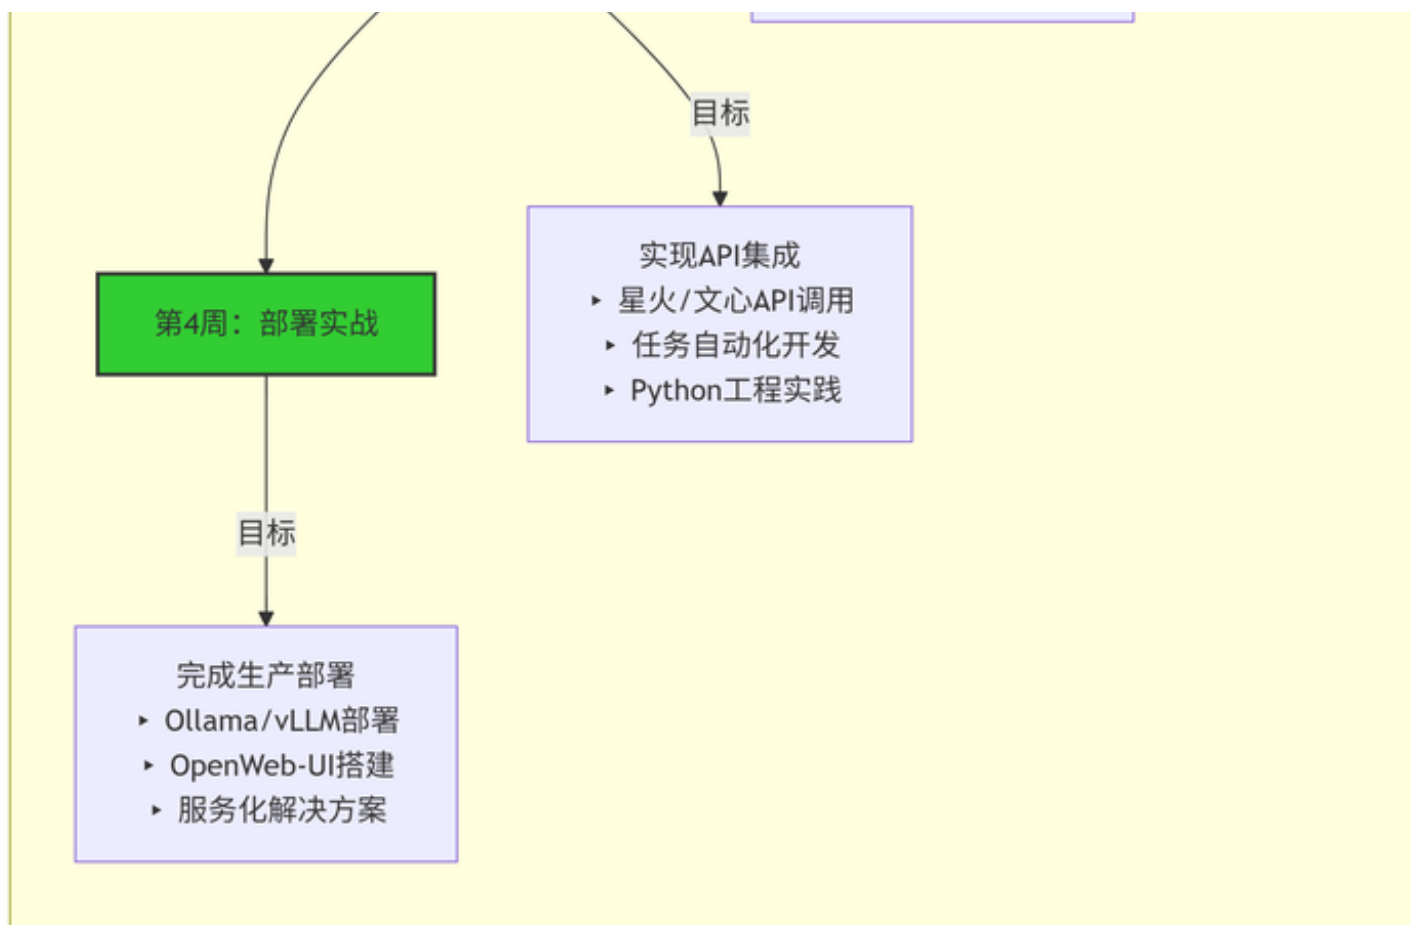 目标
实现API集成
‣ 星火/文心API调用
‣ 任务自动化开发
‣ Python工程实践
第4周：部署实战
目标
完成生产部署
‣ Ollama/vLLM部署
‣ OpenWeb-UI搭建
‣ 服务化解决方案